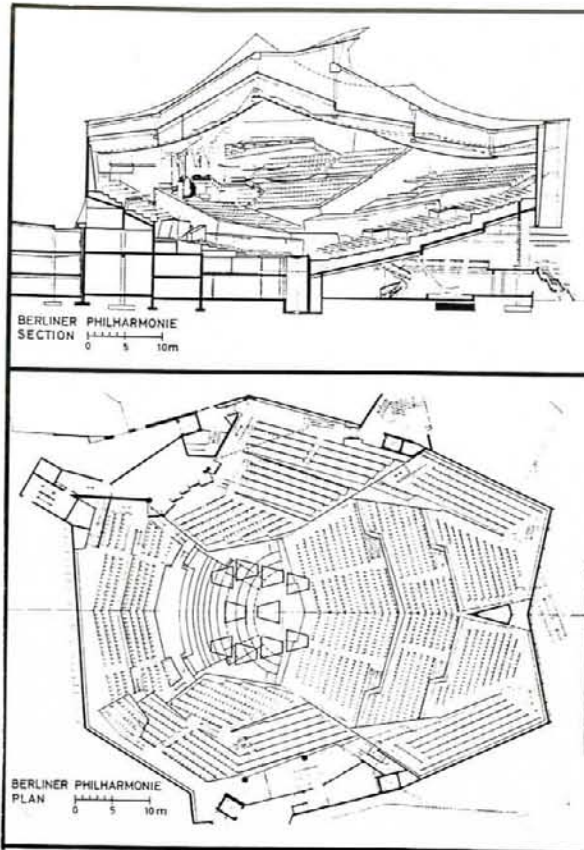 BERLINER PHILHARMONIE
SECTION
0 5 10m
BERLINER PHILHARMONIE
PLAN
0 5 10m